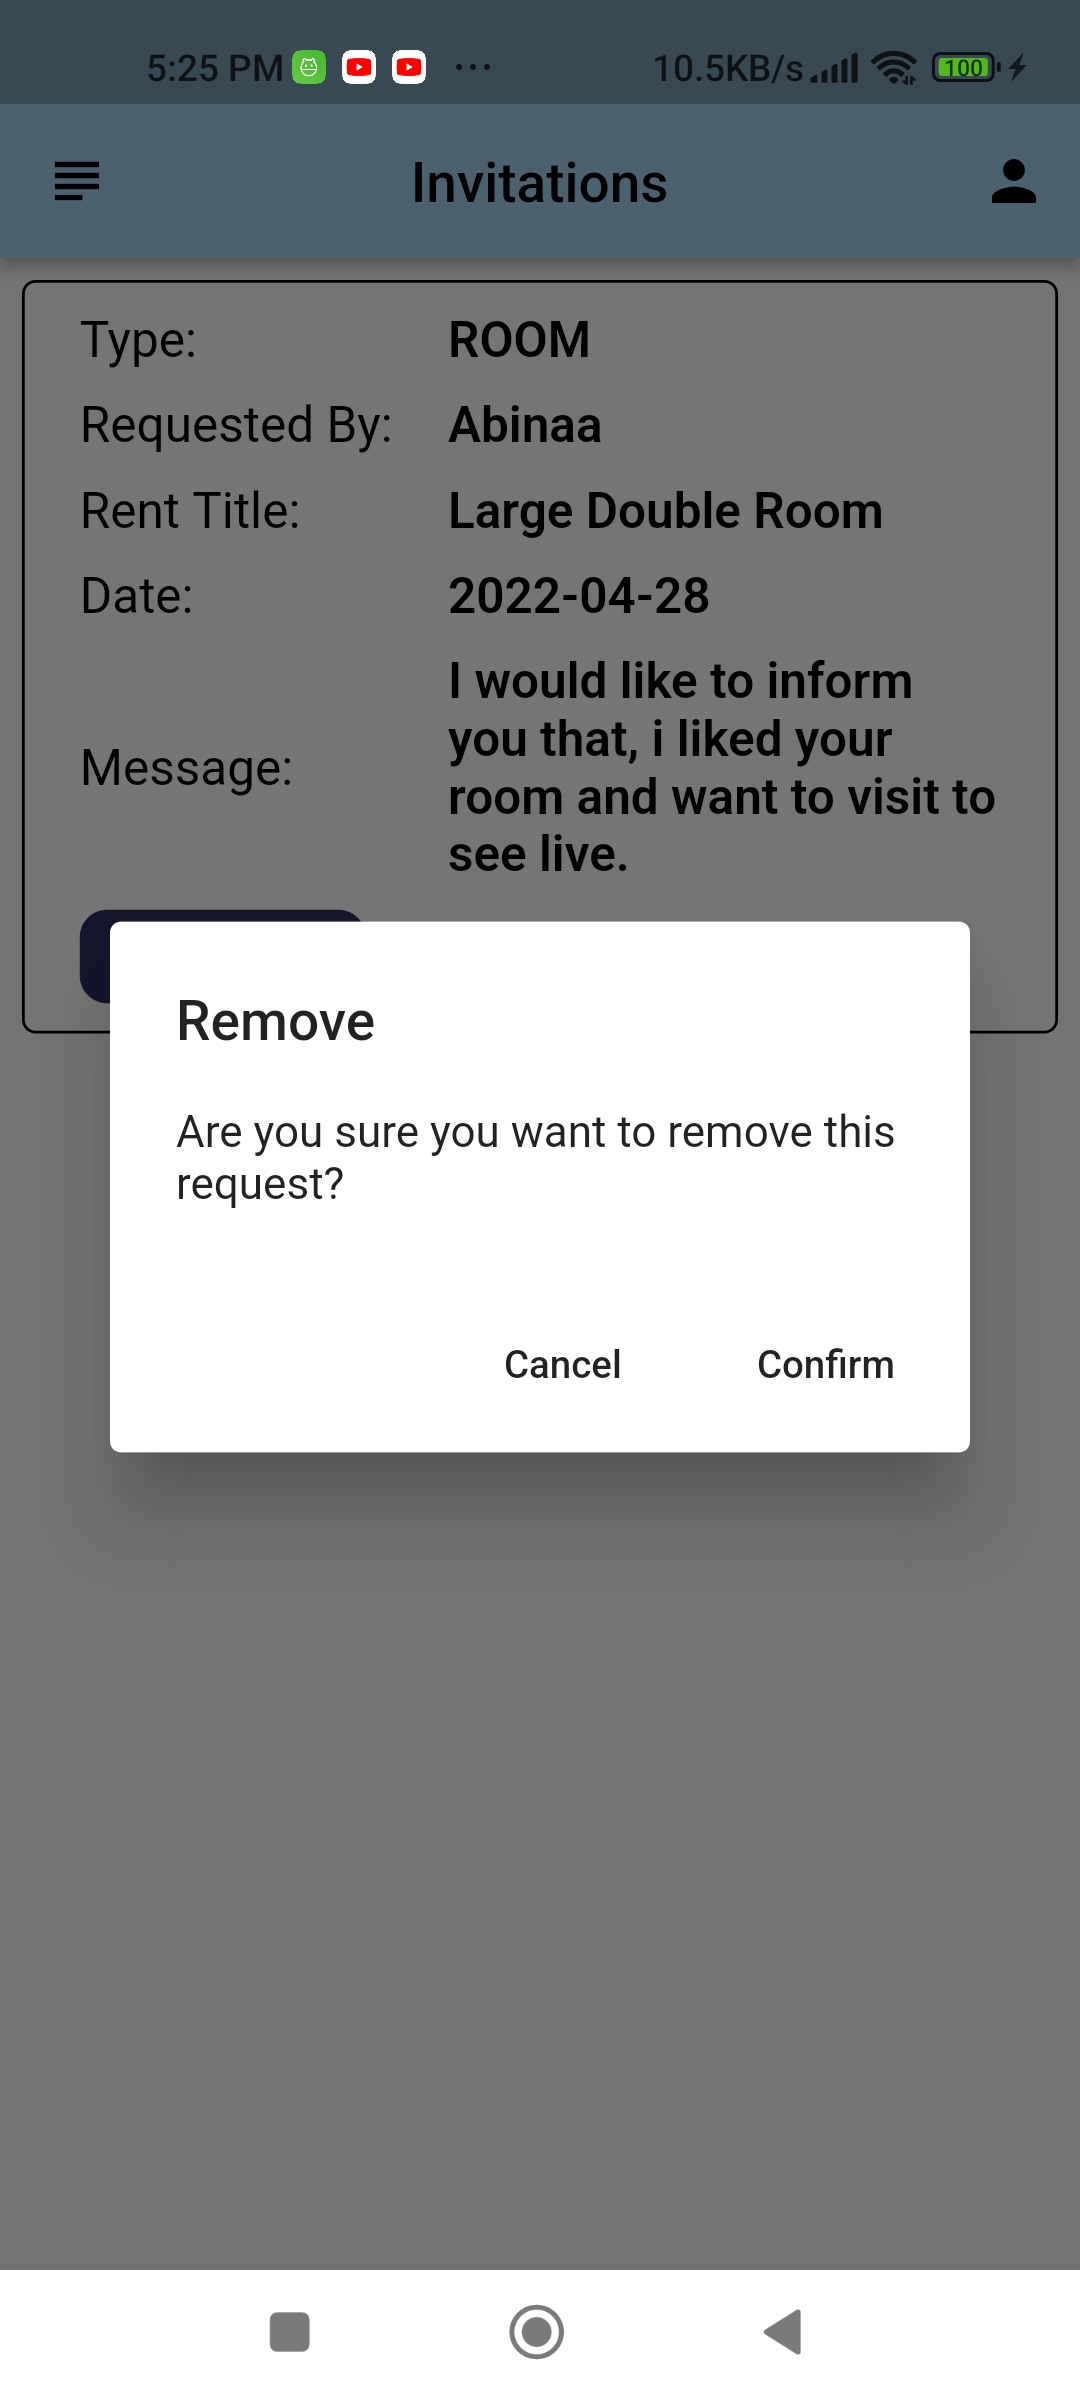 5:25 PM 10.5KB/s 100
Invitations
Type: ROOM
Requested By: Abinaa
Rent Title: Large Double Room
Date: 2022-04-28
Message: I would like to inform
you that, i liked your
room and want to visit to
see live.
Remove
Are you sure you want to remove this
request?
Cancel Confirm